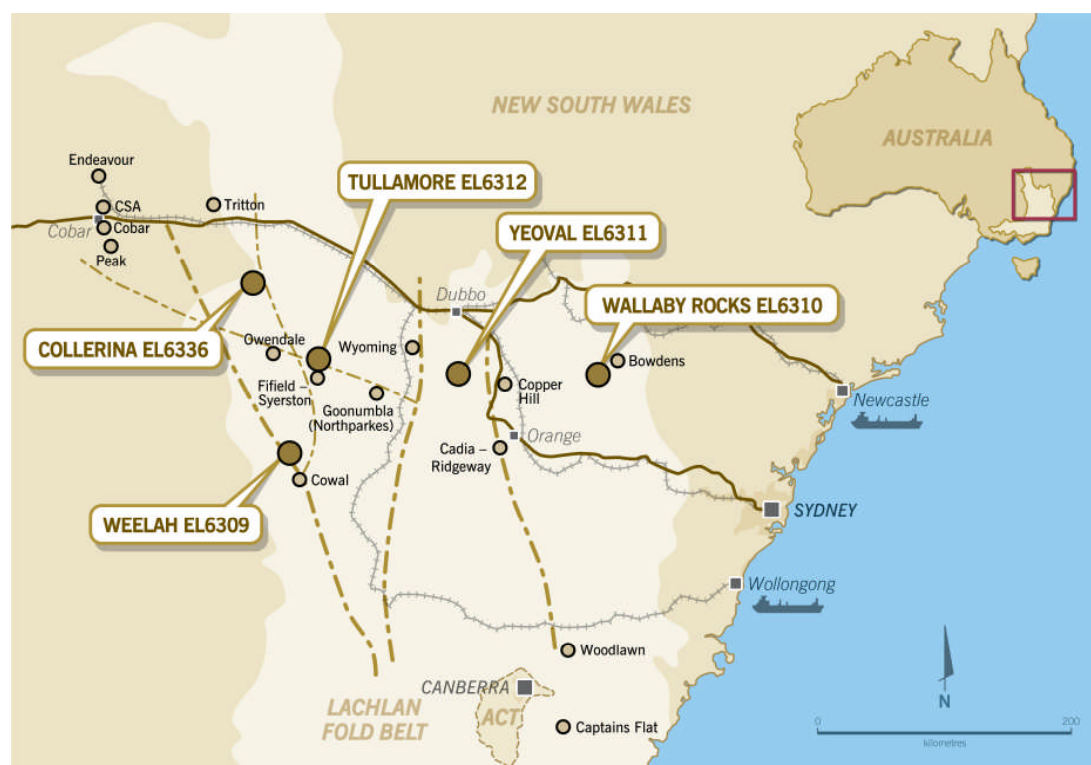 NEW SOUTH WALES
AUSTRALIA
Endeavour
TULLAMORE EL6312
CSA
Tritton
Cobar
Cobar
YEOVAL EL6311
Peak
Dubbo
WALLABY ROCKS EL6310
COLLERINA EL6336
Owendale
Wyoming
Bowdens
Fifield –
Syerston
Copper
Hill
Newcastle
Goonumbla
(Northparkes)
Orange
Cadia –
Ridgeway
Cowal
WEELAH EL6309
SYDNEY
Wollongong
Woodlawn
CANBERRA
LACHLAN
FOLD BELT
ACT
Captains Flat
N
0
200
kilometres